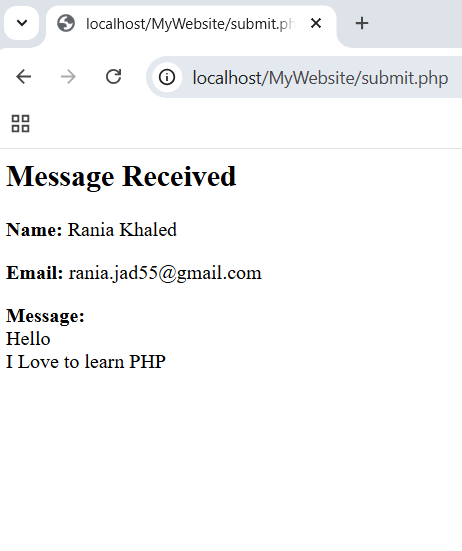 localhost/MyWebsite/submit.ph
localhost/MyWebsite/submit.php
Message Received
Name: Rania Khaled
Email: rania.jad55@gmail.com
Message:
Hello
I Love to learn PHP